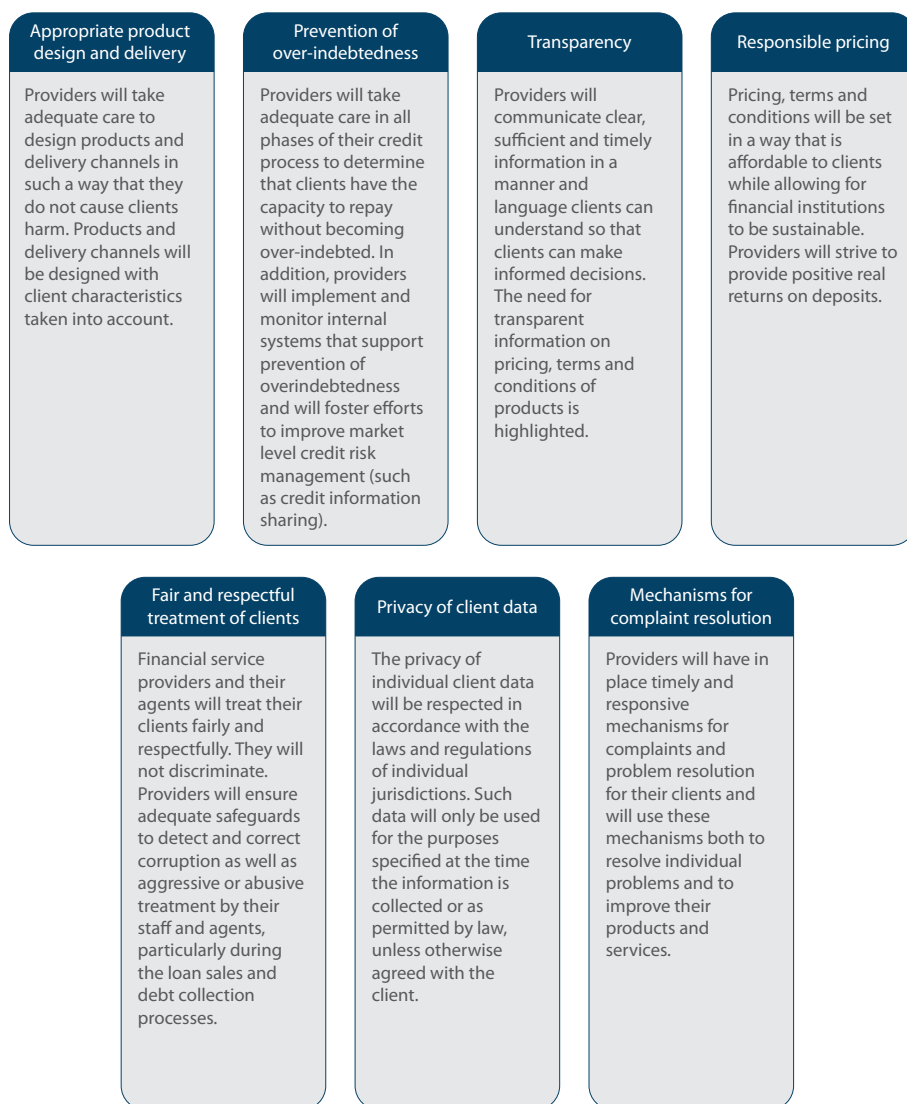 Appropriate product
design and delivery
Providers will take
adequate care to
design products and
delivery channels in
such a way that they
do not cause clients
harm. Products and
delivery channels will
be designed with
client characteristics
taken into account.
Prevention of
over-indebtedness
Providers will take
adequate care in all
phases of their credit
process to determine
that clients have the
capacity to repay
without becoming
over-indebted. In
addition, providers
will implement and
monitor internal
systems that support
prevention of
overindebtedness
and will foster efforts
to improve market
level credit risk
management (such
as credit information
sharing).
Transparency
Providers will
communicate clear,
sufficient and timely
information in a
manner and
language clients can
understand so that
clients can make
informed decisions.
The need for
transparent
information on
pricing, terms and
conditions of
products is
highlighted.
Responsible pricing
Pricing, terms and
conditions will be set
in a way that is
affordable to clients
while allowing for
financial institutions
to be sustainable.
Providers will strive to
provide positive real
returns on deposits.
Fair and respectful
treatment of clients
Financial service
providers and their
agents will treat their
clients fairly and
respectfully. They will
not discriminate.
Providers will ensure
adequate safeguards
to detect and correct
corruption as well as
aggressive or abusive
treatment by their
staff and agents,
particularly during
the loan sales and
debt collection
processes.
Privacy of client data
The privacy of
individual client data
will be respected in
accordance with the
laws and regulations
of individual
jurisdictions. Such
data will only be used
for the purposes
specified at the time
the information is
collected or as
permitted by law,
unless otherwise
agreed with the
client.
Mechanisms for
complaint resolution
Providers will have in
place timely and
responsive
mechanisms for
complaints and
problem resolution
for their clients and
will use these
mechanisms both to
resolve individual
problems and to
improve their
products and
services.